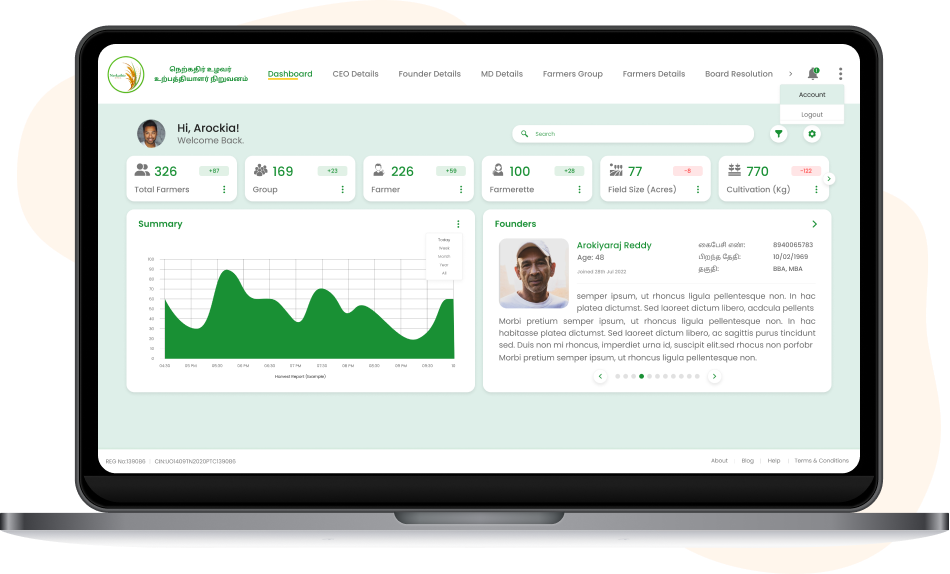 நெற்கதிர் உழவர்
உற்பத்தியாளர் நிறுவனம்
Dashboard
CEO Details
Founder Details
MD Details
Farmers Group
Farmers Details
Board Resolution
Account
Logout
Hi, Arockia!
Welcome Back.
Search
326
+87
Total Farmers
169
+23
Group
226
+59
Farmer
100
+28
Farmerette
77
-8
Field Size (Acres)
770
-122
Cultivation (Kg)
Summary
Today
Week
Month
Year
All
100
90
80
70
60
50
40
30
20
10
0
04:30
05 PM
05:30
06 PM
06:30
07 PM
07:30
08 PM
08:30
09 PM
09:30
10
Harvest Report (Example)
Founders
Arokiyaraj Reddy
Age: 48
Joined 28th Jul 2022
கைபேசி எண்: 8940065783
பிறந்த தேதி: 10/02/1969
தகுதி: BBA, MBA
semper ipsum, ut rhoncus ligula pellentesque non. In hac
platea dictumst. Sed laoreet dictum libero, acdcula pellents
Morbi pretium semper ipsum, ut rhoncus ligula pellentesque non. In hac
habitasse platea dictumst. Sed laoreet dictum libero, ac sagittis purus tincidunt
sed. Duis non mi rhoncus, imperdiet urna id, suscipit elit.sed rhocus non porfobr
Morbi pretium semper ipsum, ut rhoncus ligula pellentesque non.
REG No:139086 | CIN:UO1409TN2020PTC139086
About | Blog | Help | Terms & Conditions